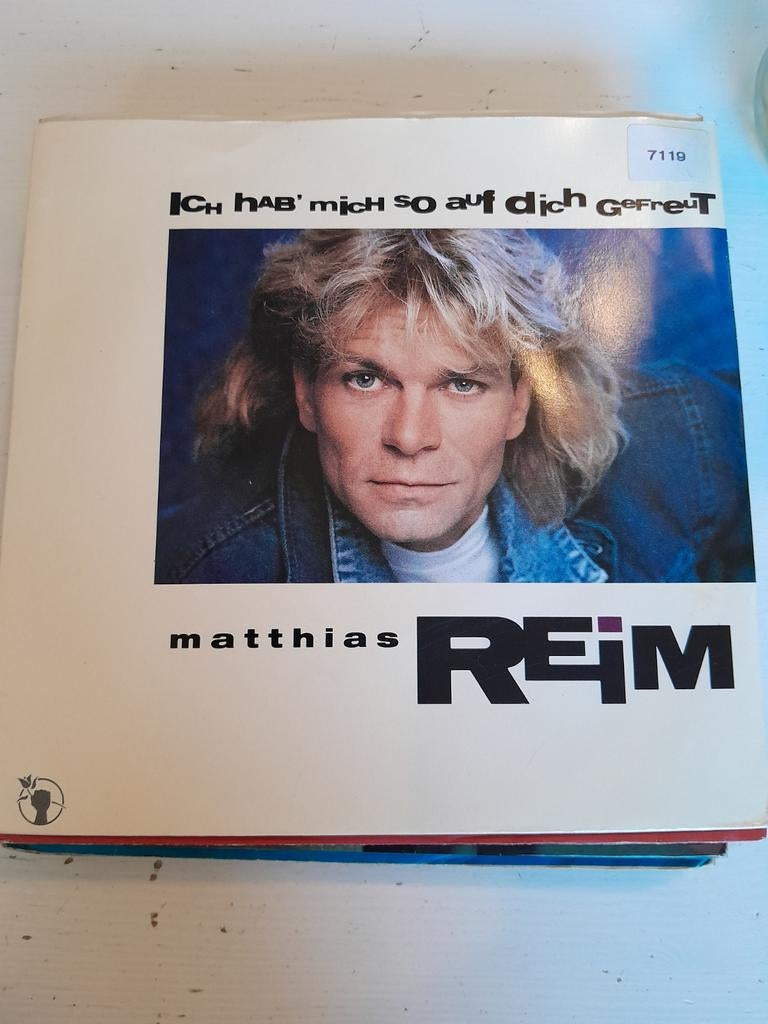 7119
Ich hab' mich so auf dich gefreut
matthias REiM